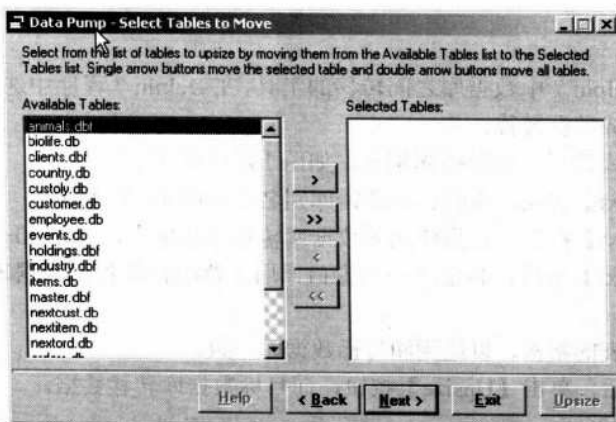 Data Pump - Select Tables to Move
Select from the list of tables to upsize by moving them from the Available Tables list to the Selected
Tables list. Single arrow buttons move the selected table and double arrow buttons move all tables.
Available Tables:
Selected Tables:
animals.dbf
biolife.db
clients.dbf
country.db
custoly.db
customer.db
employee.db
events.db
holdings.dbf
industry.dbf
items.db
master.dbf
nextcust.db
nextitem.db
nextord.db
orders.db
>
>>
<
<<
Help
< Back
Next >
Exit
Upsize